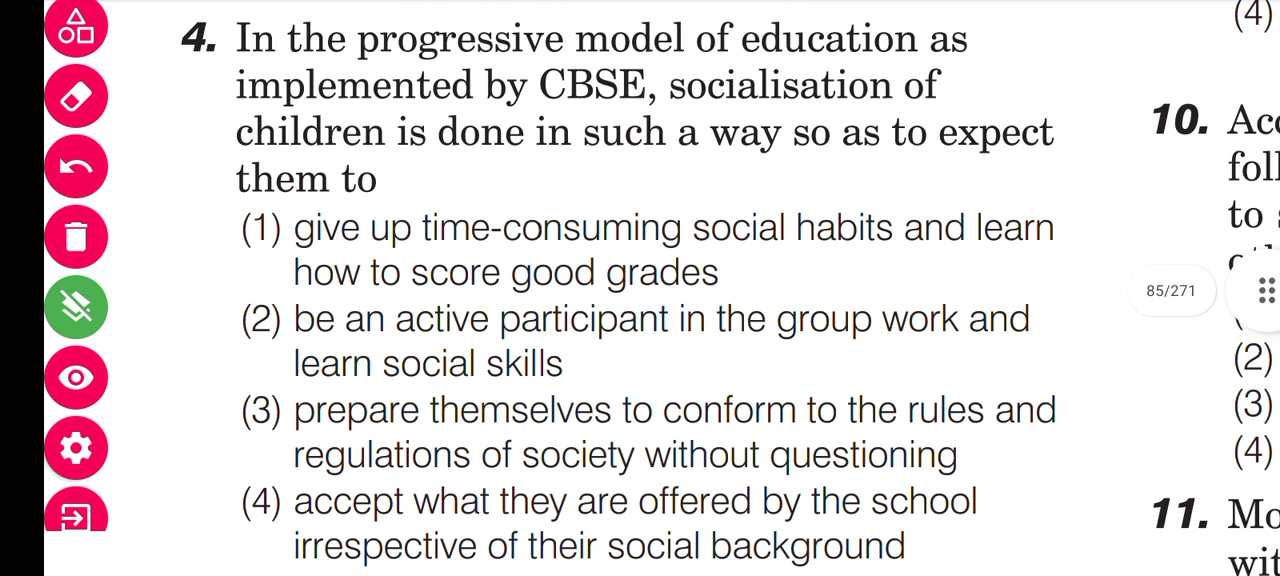 4. In the progressive model of education as
implemented by CBSE, socialisation of
children is done in such a way so as to expect
them to
(1) give up time-consuming social habits and learn
how to score good grades
(2) be an active participant in the group work and
learn social skills
(3) prepare themselves to conform to the rules and
regulations of society without questioning
(4) accept what they are offered by the school
irrespective of their social background
(4)
10.
to
85/271
(2)
(3)
(4)
11.